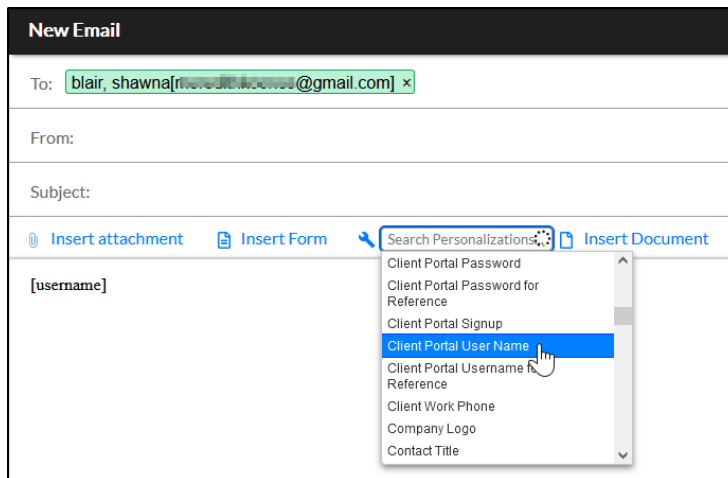 New Email
To: blair, shawna[@gmail.com] ×
From:
Subject:
Insert attachment Insert Form Search Personalizations Insert Document
[username]
Client Portal Password
Client Portal Password for
Reference
Client Portal Signup
Client Portal User Name
Client Portal Username
Reference
Client Work Phone
Company Logo
Contact Title